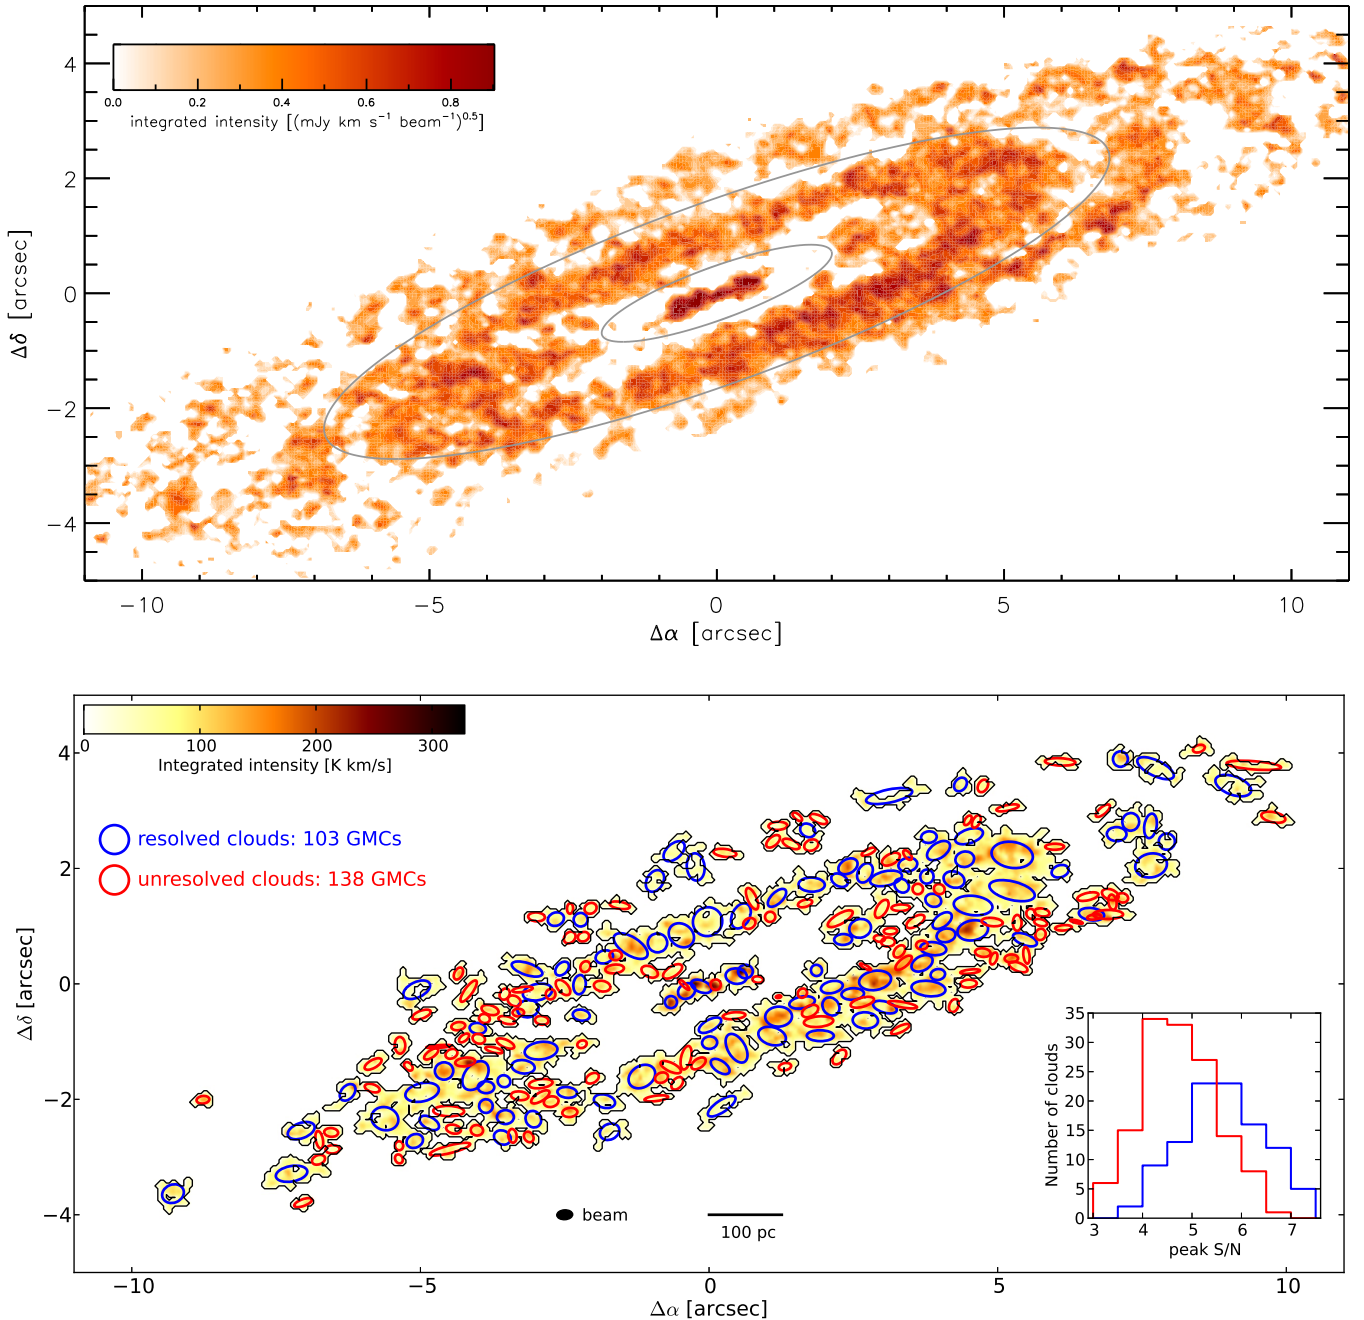 4
2
0
−2
−4
Δδ [arcsec]
0.0 0.2 0.4 0.6 0.8
integrated intensity [(mJy km s⁻¹ beam⁻¹)⁰·⁵]
−10 −5 0 5 10
Δα [arcsec]
0 100 200 300
Integrated intensity [K km/s]
resolved clouds: 103 GMCs
unresolved clouds: 138 GMCs
4
2
0
−2
−4
Δδ [arcsec]
beam
100 pc
35
30
25
20
15
10
5
0
Number of clouds
3 4 5 6 7
peak S/N
−10 −5 0 5 10
Δα [arcsec]